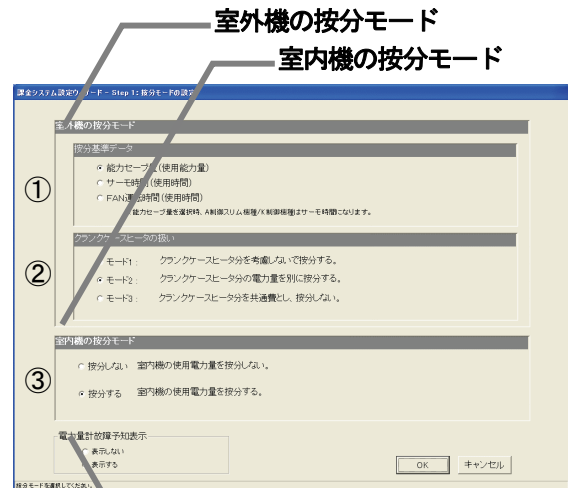 室外機の按分モード
室内機の按分モード
課金システム設定ウィザード - Step 1: 按分モードの設定
室外機の按分モード
按分基準データ
①
能力セーブ量(使用能力量)
サーモ時間(使用時間)
FAN運転時間(使用時間)
能力セーブ量を選択時、A制御スリム機種/K制御機種はサーモ時間になります。
クランクケースヒータの扱い
②
モード1: クランクケースヒータ分を考慮しないで按分する。
モード2: クランクケースヒータ分の電力量を別に按分する。
モード3: クランクケースヒータ分を共通費とし、按分しない。
室内機の按分モード
③
按分しない 室内機の使用電力量を按分しない。
按分する 室内機の使用電力量を按分する。
電力量計故障予知表示
表示しない
表示する
OK キャンセル
按分モードを選択してください。